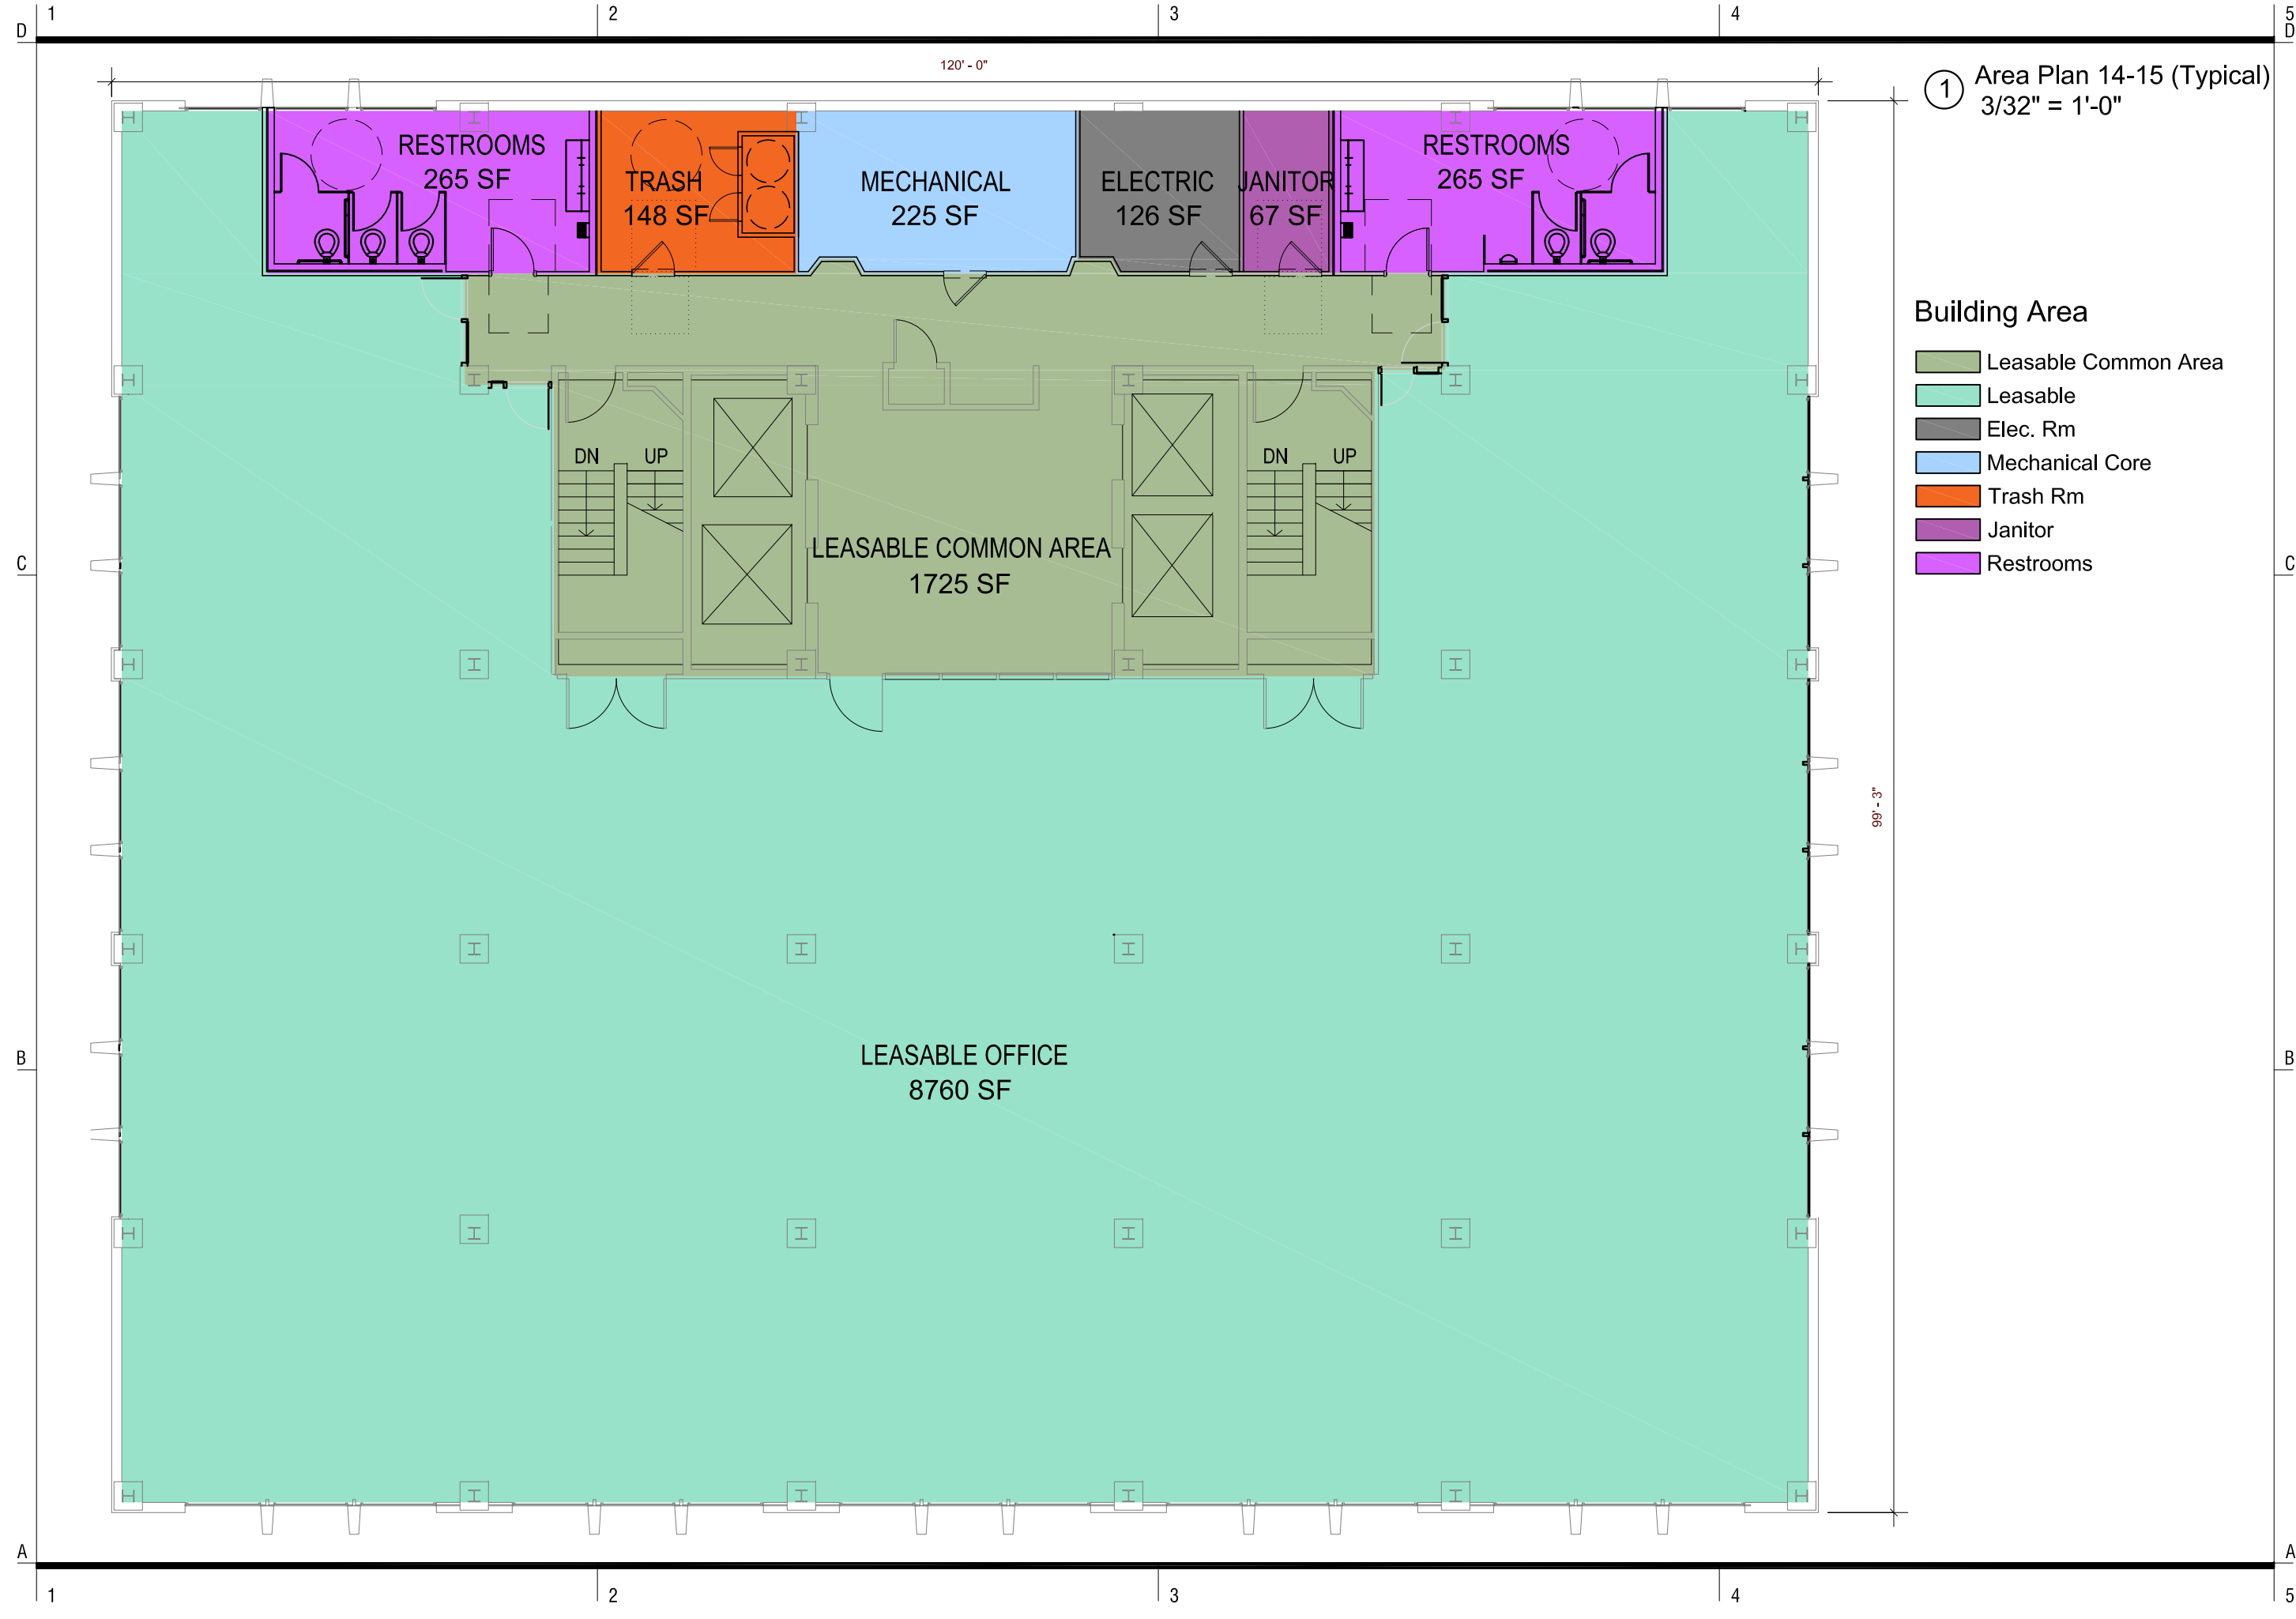 1
2
3
4
5
D
D
120' - 0"
1
Area Plan 14-15 (Typical)
3/32" = 1'-0"
RESTROOMS
265 SF
TRASH
148 SF
MECHANICAL
225 SF
ELECTRIC
126 SF
JANITOR
67 SF
RESTROOMS
265 SF
Building Area
Leasable Common Area
Leasable
Elec. Rm
Mechanical Core
Trash Rm
Janitor
Restrooms
DN
UP
DN
UP
LEASABLE COMMON AREA
1725 SF
C
C
99' - 3"
LEASABLE OFFICE
8760 SF
B
B
A
A
1
2
3
4
5